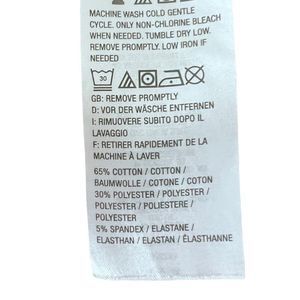 MACHINE WASH COLD GENTLE
CYCLE. ONLY NON-CHLORINE BLEACH
WHEN NEEDED. TUMBLE DRY LOW.
REMOVE PROMPTLY. LOW IRON IF
NEEDED
30
GB: REMOVE PROMPTLY
D: VOR DER WÄSCHE ENTFERNEN
I: RIMUOVERE SUBITO DOPO IL
LAVAGGIO
F: RETIRER RAPIDEMENT DE LA
MACHINE À LAVER
65% COTTON / COTTON /
BAUMWOLLE / COTONE / COTON
30% POLYESTER / POLYESTER /
POLYESTER / POLIESTERE /
POLYESTER
5% SPANDEX / ELASTANE /
ELASTHAN / ELASTAN / ÉLASTHANNE